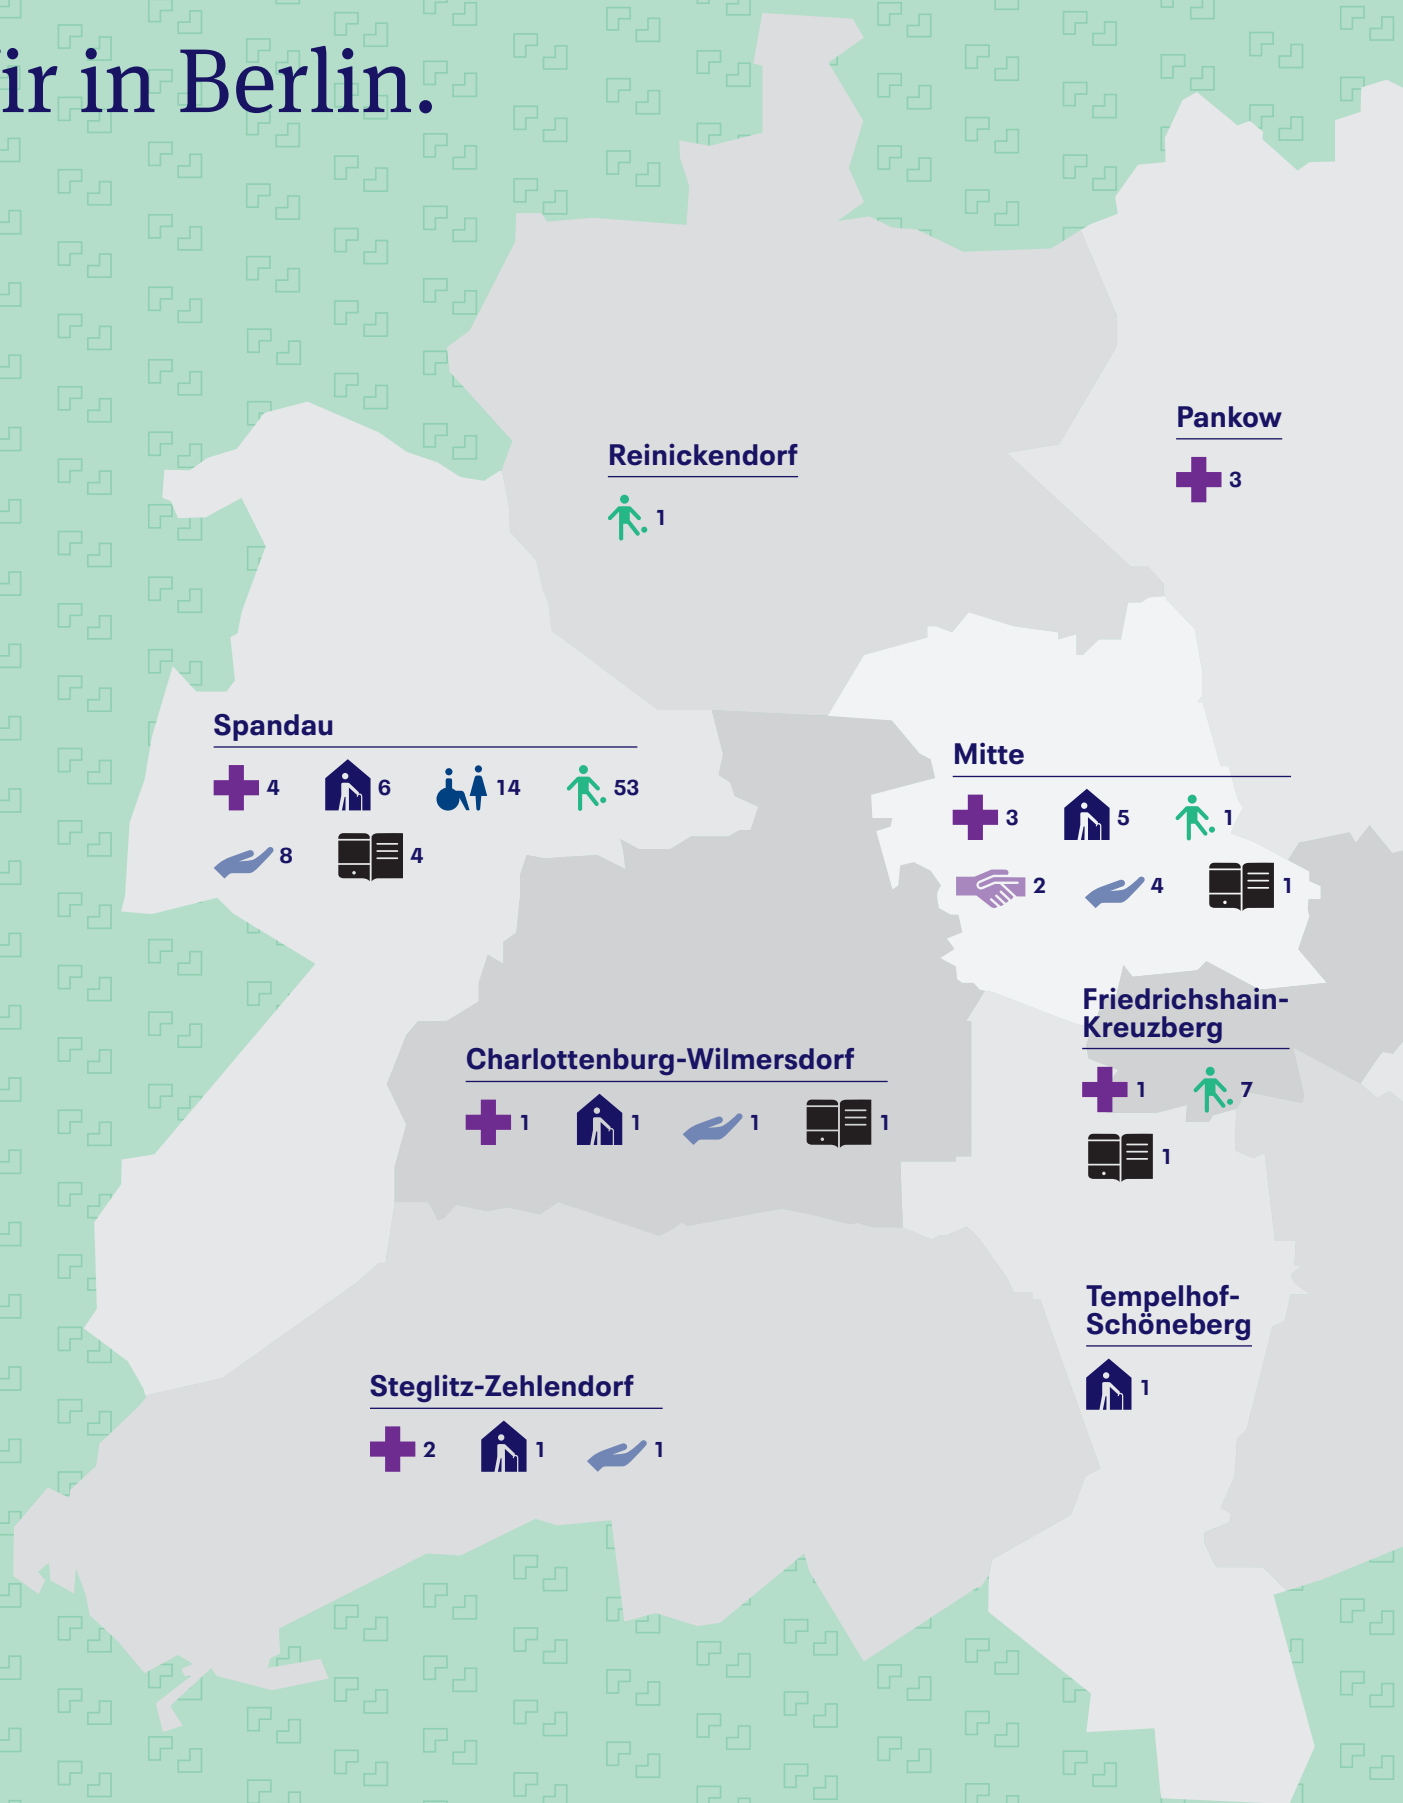 ir in Berlin.
Pankow
3
Reinickendorf
1
Spandau
4 6 14 53
8 4
Mitte
3 5 1
2 4 1
Friedrichshain-
Kreuzberg
1 7
1
Charlottenburg-Wilmersdorf
1 1 1 1
Tempelhof-
Schöneberg
1
Steglitz-Zehlendorf
2 1 1